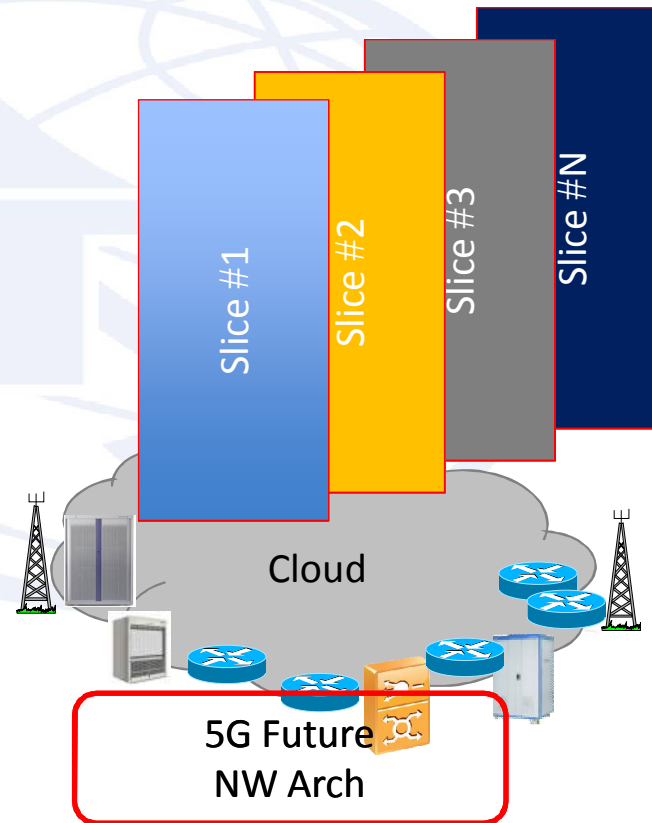 Slice #1
Slice #2
Slice #3
Slice #N
Cloud
5G Future
NW Arch